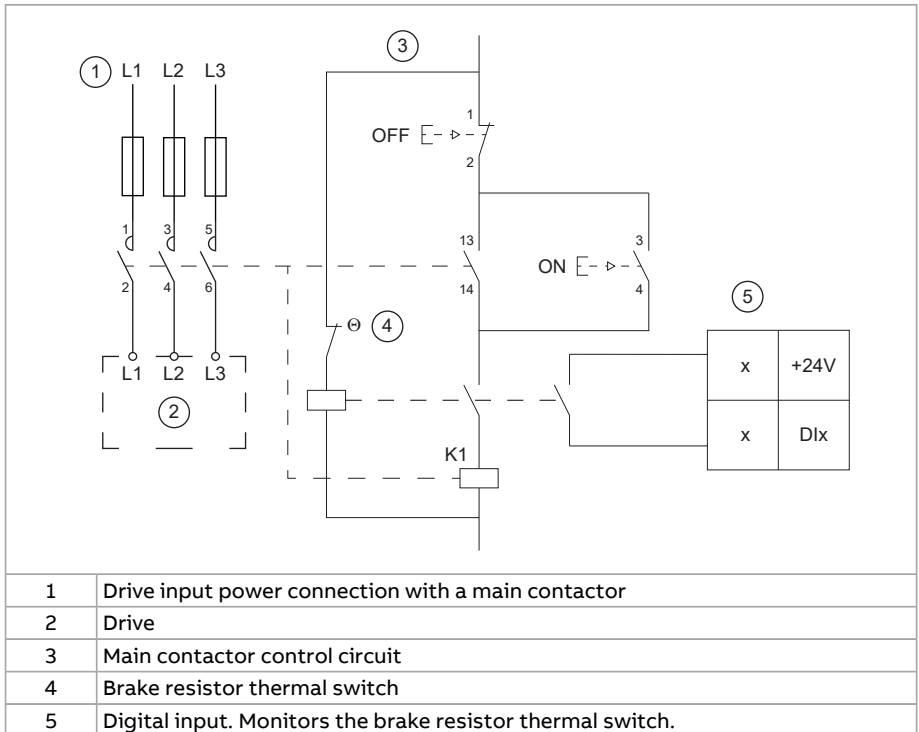 3
1 L1 L2 L3
1
OFF
2
1 3 5
13 3
ON
2 4 6
14 4
5
Θ 4
x +24V
L1 L2 L3
2
x DIx
K1
1 Drive input power connection with a main contactor
2 Drive
3 Main contactor control circuit
4 Brake resistor thermal switch
5 Digital input. Monitors the brake resistor thermal switch.